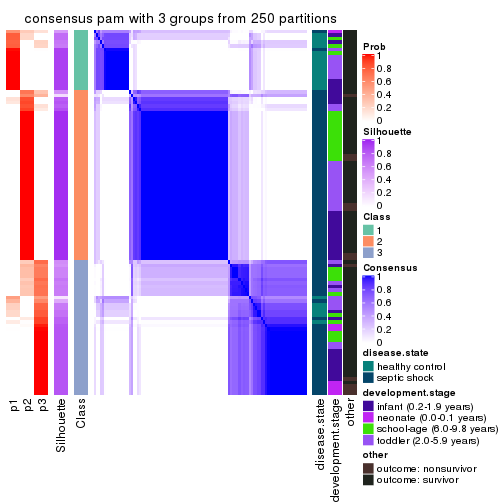 consensus pam with 3 groups from 250 partitions
Prob
1
0.8
0.6
0.4
0.2
0
Silhouette
1
0.8
0.6
0.4
0.2
0
Class
1
2
3
Consensus
1
0.8
0.6
0.4
0.2
0
disease.state
healthy control
septic shock
development.stage
infant (0.2-1.9 years)
neonate (0.0-0.1 years)
school-age (6.0-9.8 years)
toddler (2.0-5.9 years)
other
outcome: nonsurvivor
outcome: survivor
p1
p2
p3
Silhouette
Class
disease.state
development.stage
other